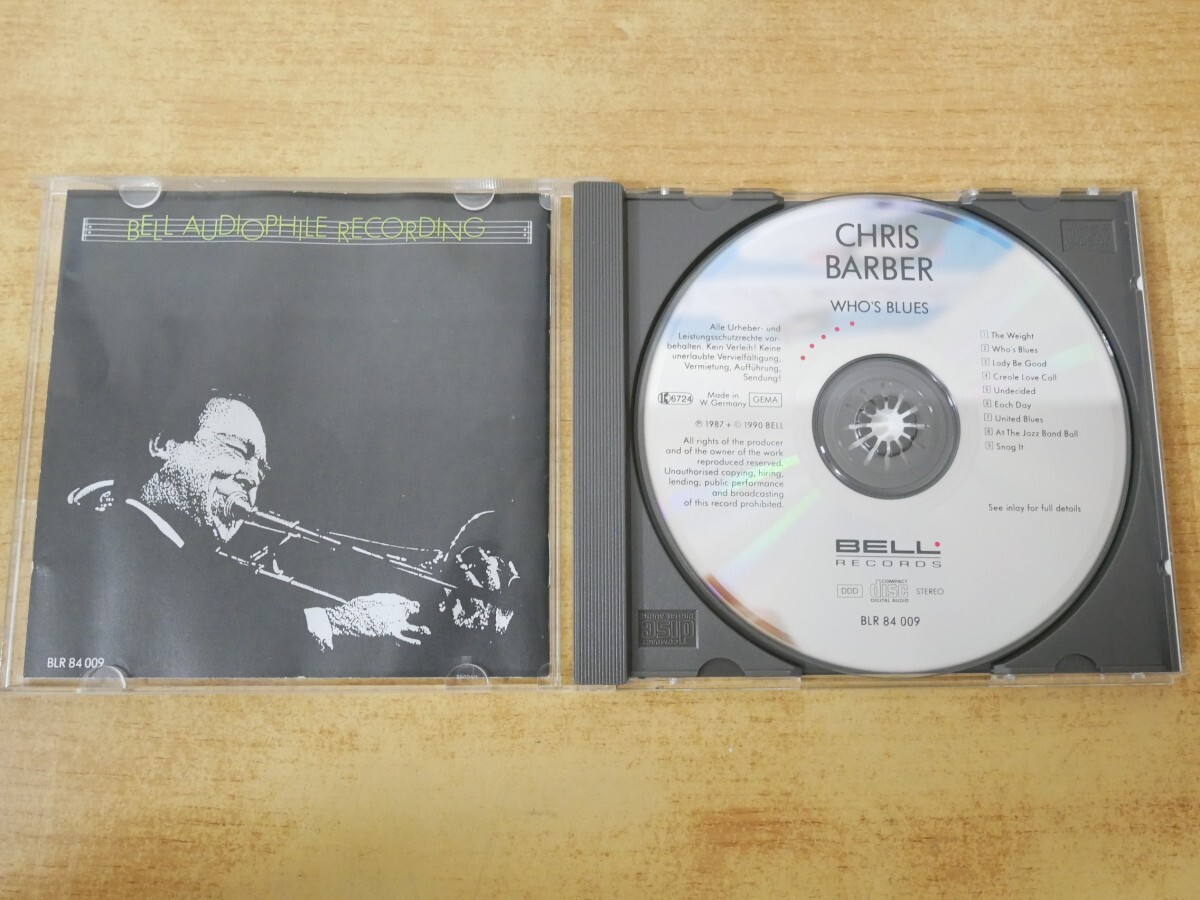 BELL AUDIOPHILE RECORDING
BLR 84 009
CHRIS
BARBER
WHO'S BLUES
Alle Urheber- und
Leistungsschutzrechte vor-
behalten. Kein Verleih! Keine
unerlaubte Vervielfältigung,
Vermietung, Aufführung,
Sendung!
6724
Made in
W. Germany
GEMA
℗ 1987 + © 1990 BELL
All rights of the producer
and of the owner of the work
reproduced reserved.
Unauthorised copying, hiring,
lending; public performance
and broadcasting
of this record prohibited.
1 The Weight
2 Who's Blues
3 Lady Be Good
4 Creole Love Call
5 Undecided
6 Each Day
7 United Blues
8 At The Jazz Band Ball
9 Snag It
See inlay for full details
BELL
RECORDS
DDD
COMPACT
disc
DIGITAL AUDIO
STEREO
BLR 84 009
COMPACT
disc
DIGITAL AUDIO